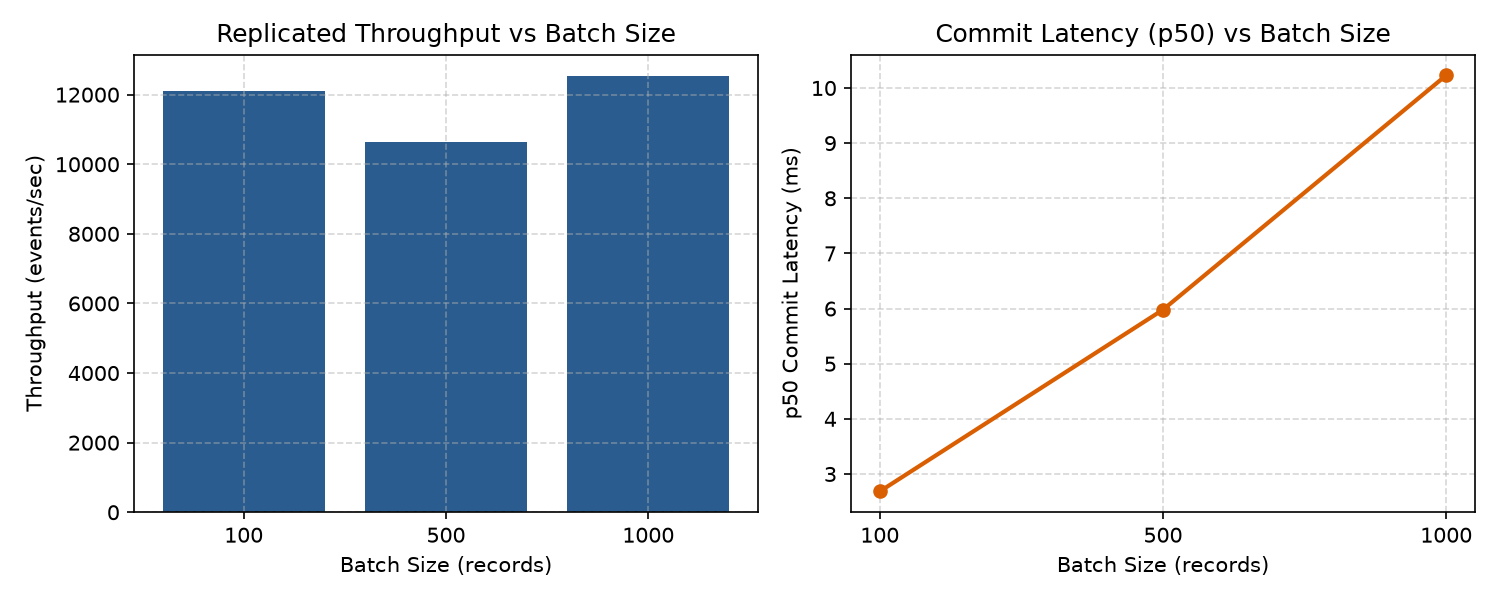 Replicated Throughput vs Batch Size
Throughput (events/sec)
12000
10000
8000
6000
4000
2000
0
100 500 1000
Batch Size (records)
Commit Latency (p50) vs Batch Size
p50 Commit Latency (ms)
10
9
8
7
6
5
4
3
100 500 1000
Batch Size (records)